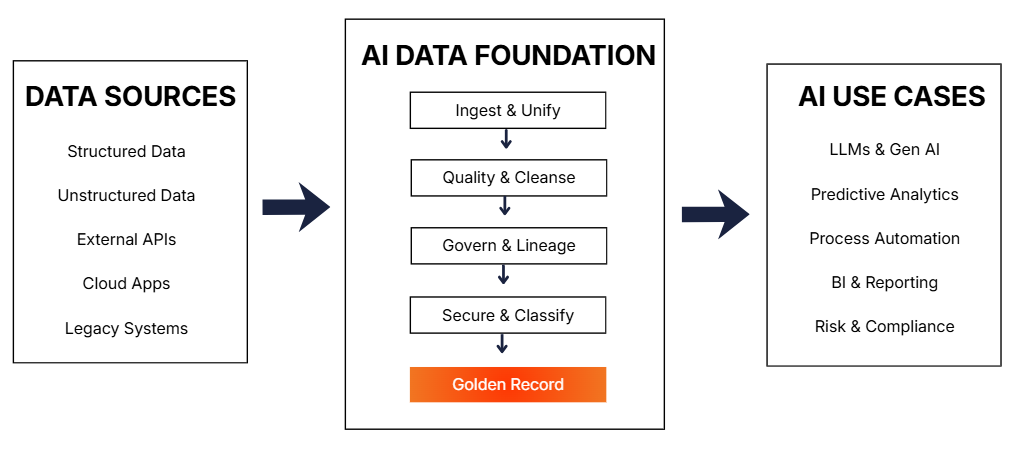 DATA SOURCES
Structured Data
Unstructured Data
External APIs
Cloud Apps
Legacy Systems
AI DATA FOUNDATION
Ingest & Unify
Quality & Cleanse
Govern & Lineage
Secure & Classify
Golden Record
AI USE CASES
LLMs & Gen AI
Predictive Analytics
Process Automation
BI & Reporting
Risk & Compliance